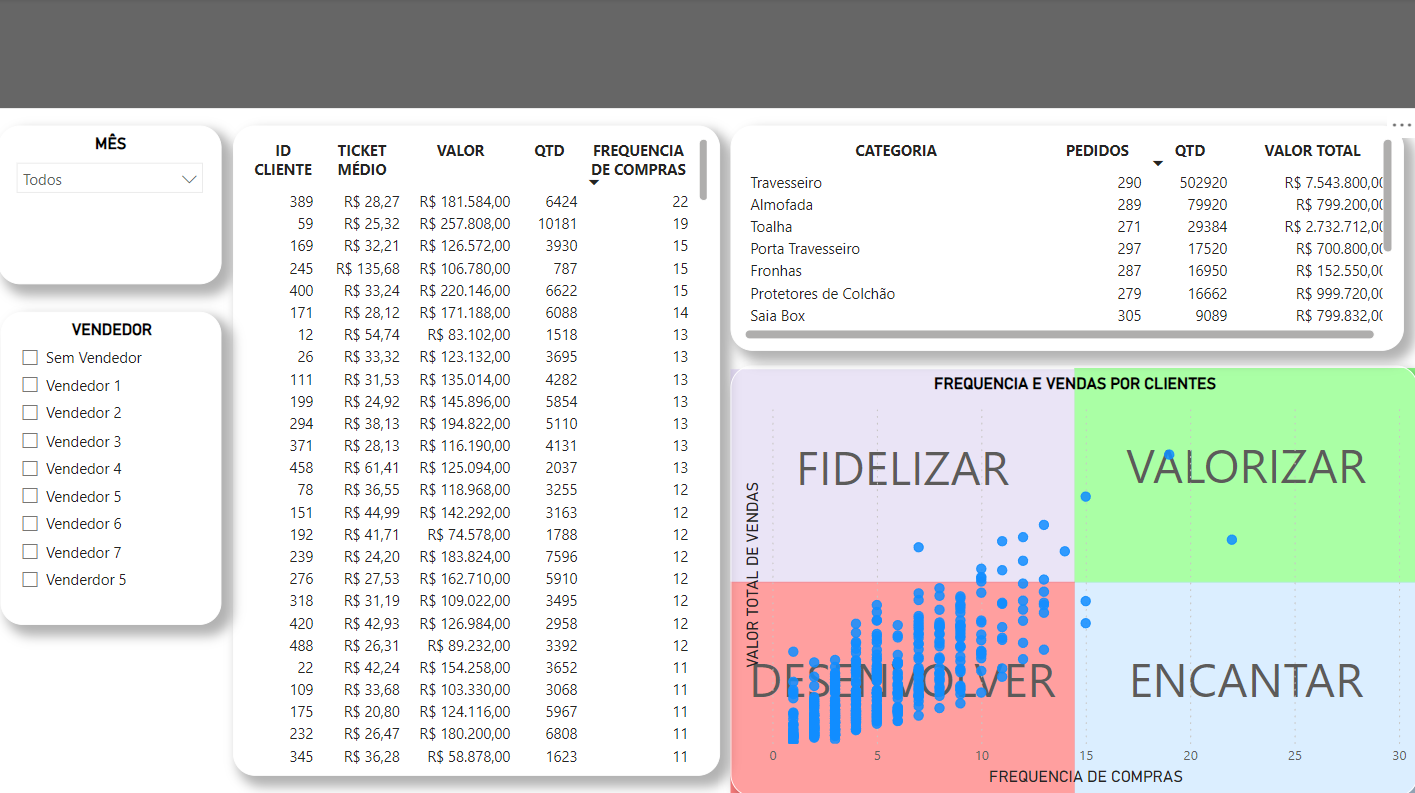 MÊS
Todos
VENDEDOR
Sem Vendedor
Vendedor 1
Vendedor 2
Vendedor 3
Vendedor 4
Vendedor 5
Vendedor 6
Vendedor 7
Venderdor 5
ID CLIENTE TICKET MÉDIO VALOR QTD FREQUENCIA DE COMPRAS
389 R$ 28,27 R$ 181.584,00 6424 22
59 R$ 25,32 R$ 257.808,00 10181 19
169 R$ 32,21 R$ 126.572,00 3930 15
245 R$ 135,68 R$ 106.780,00 787 15
400 R$ 33,24 R$ 220.146,00 6622 15
171 R$ 28,12 R$ 171.188,00 6088 14
12 R$ 54,74 R$ 83.102,00 1518 13
26 R$ 33,32 R$ 123.132,00 3695 13
111 R$ 31,53 R$ 135.014,00 4282 13
199 R$ 24,92 R$ 145.896,00 5854 13
294 R$ 38,13 R$ 194.822,00 5110 13
371 R$ 28,13 R$ 116.190,00 4131 13
458 R$ 61,41 R$ 125.094,00 2037 13
78 R$ 36,55 R$ 118.968,00 3255 12
151 R$ 44,99 R$ 142.292,00 3163 12
192 R$ 41,71 R$ 74.578,00 1788 12
239 R$ 24,20 R$ 183.824,00 7596 12
276 R$ 27,53 R$ 162.710,00 5910 12
318 R$ 31,19 R$ 109.022,00 3495 12
420 R$ 42,93 R$ 126.984,00 2958 12
488 R$ 26,31 R$ 89.232,00 3392 12
22 R$ 42,24 R$ 154.258,00 3652 11
109 R$ 33,68 R$ 103.330,00 3068 11
175 R$ 20,80 R$ 124.116,00 5967 11
232 R$ 26,47 R$ 180.200,00 6808 11
345 R$ 36,28 R$ 58.878,00 1623 11
CATEGORIA PEDIDOS QTD VALOR TOTAL
Travesseiro 290 502920 R$ 7.543.800,00
Almofada 289 79920 R$ 799.200,00
Toalha 271 29384 R$ 2.732.712,00
Porta Travesseiro 297 17520 R$ 700.800,00
Fronhas 287 16950 R$ 152.550,00
Protetores de Colchão 279 16662 R$ 999.720,00
Saia Box 305 9089 R$ 799.832,00
FREQUENCIA E VENDAS POR CLIENTES
FIDELIZAR VALORIZAR
VALOR TOTAL DE VENDAS
DESENVOLVER ENCANTAR
0 5 10 15 20 25 30
FREQUENCIA DE COMPRAS